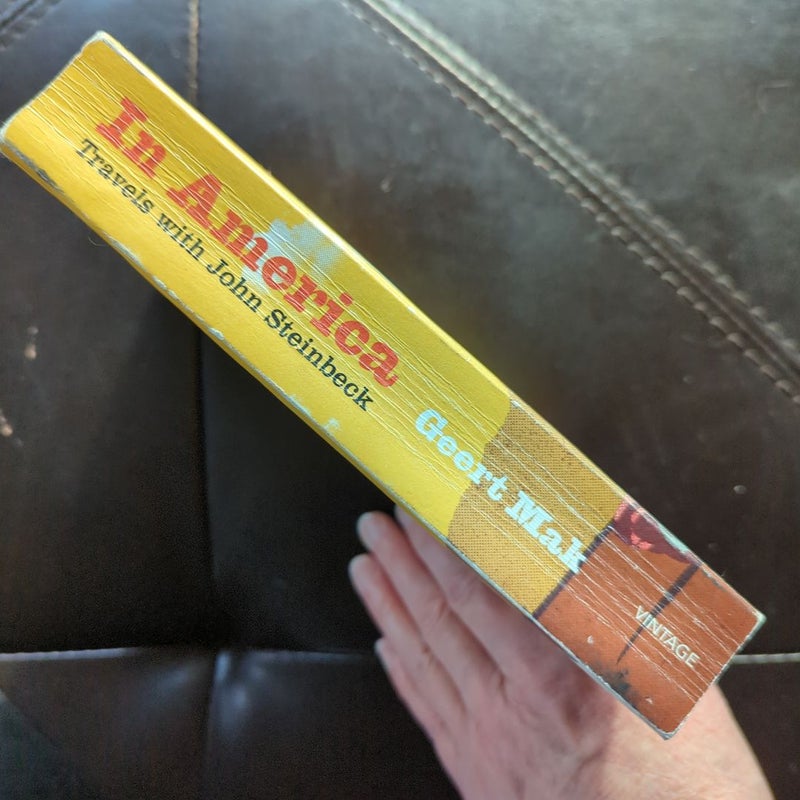 In America
Travels with John Steinbeck
Geert Mak
VINTAGE